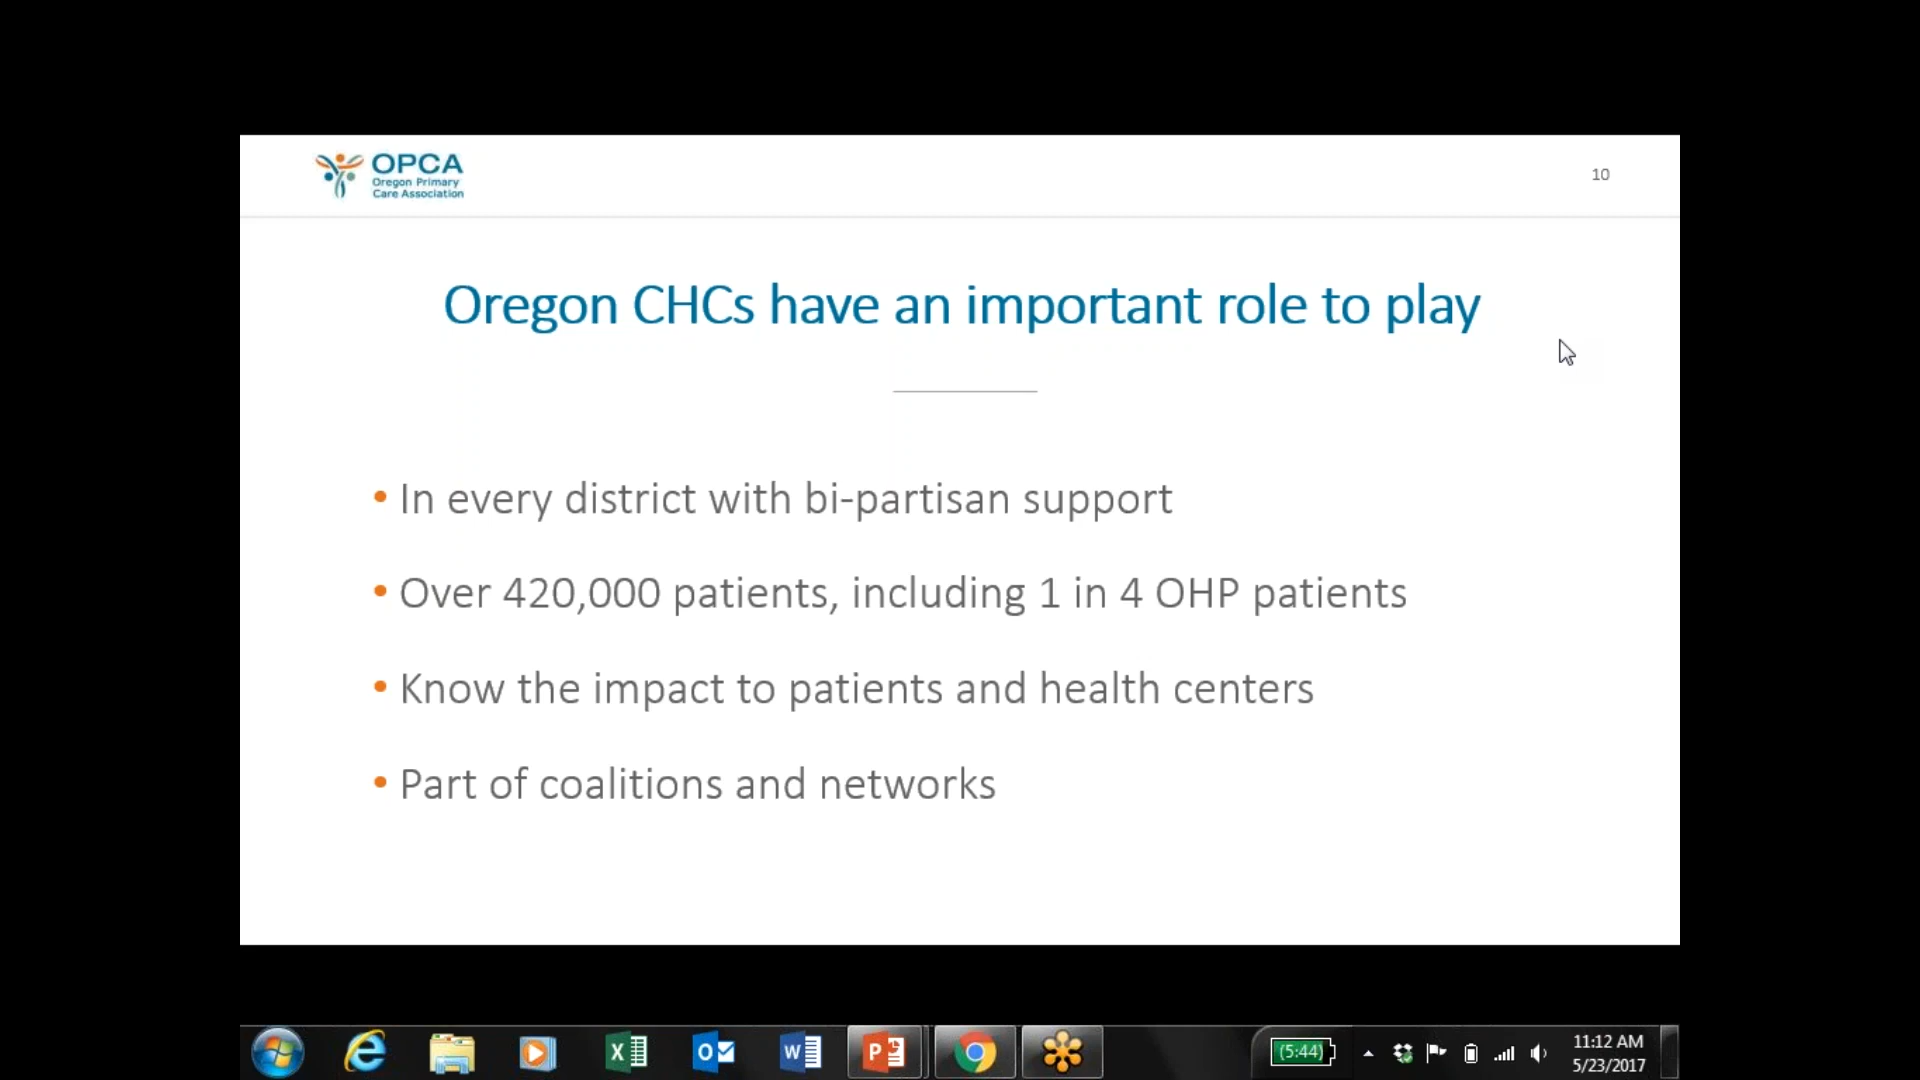 OPCA
Oregon Primary
Care Association
10
Oregon CHCs have an important role to play
• In every district with bi-partisan support
• Over 420,000 patients, including 1 in 4 OHP patients
• Know the impact to patients and health centers
• Part of coalitions and networks
(5:44)
11:12 AM
5/23/2017